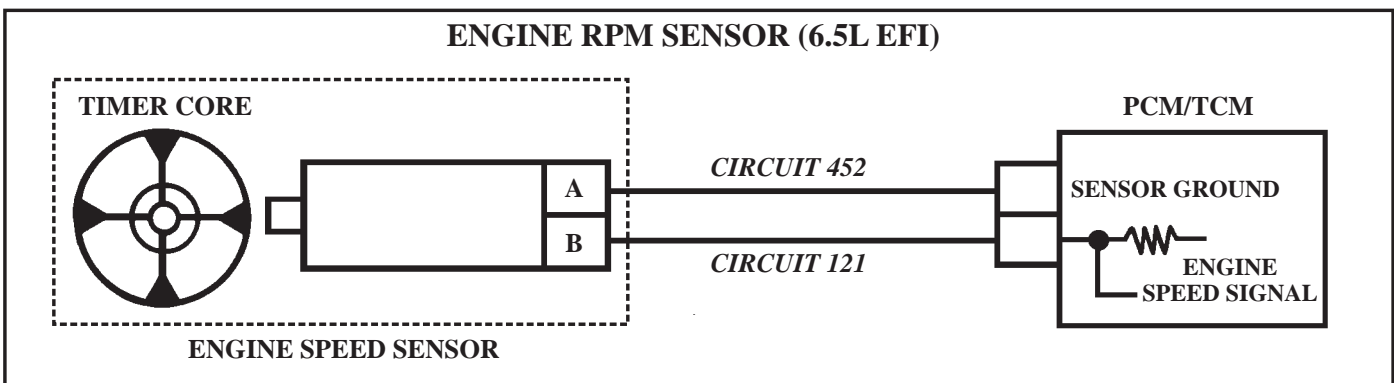 ENGINE RPM SENSOR (6.5L EFI)
TIMER CORE
PCM/TCM
A
CIRCUIT 452
SENSOR GROUND
B
CIRCUIT 121
ENGINE
SPEED SIGNAL
ENGINE SPEED SENSOR